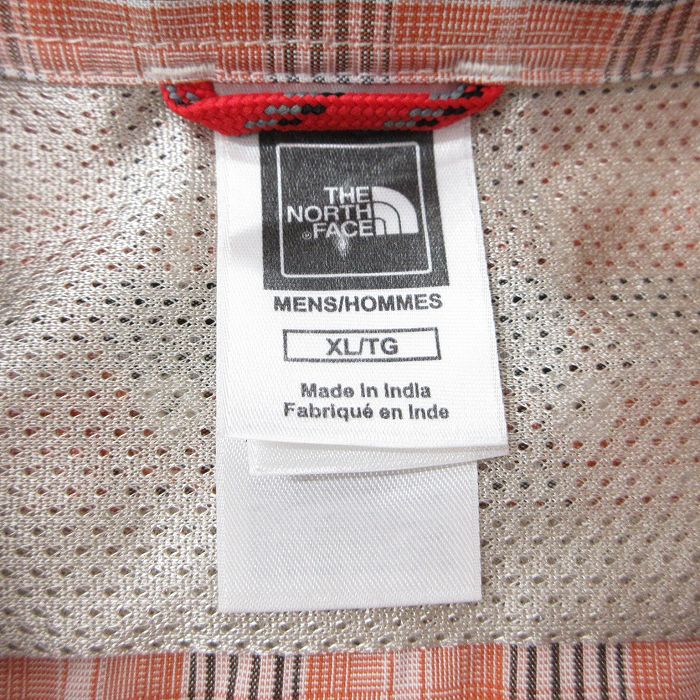 THE
NORTH
FACE
MENS/HOMMES
XL/TG
Made in India
Fabriqué en Inde